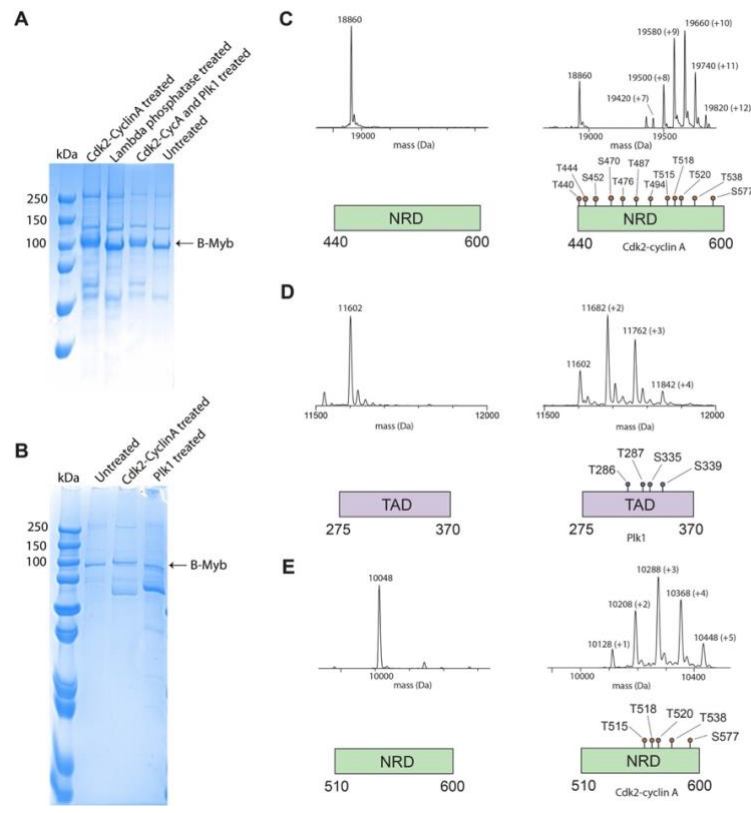 A
kDa
Cdk2-CyclinA treated
Lambda phosphatase treated
Cdk2-CycA and Plk1 treated
Untreated
250
150
100
B-Myb
B
kDa
Untreated
Cdk2-CyclinA treated
Plk1 treated
250
150
100
B-Myb
C
18860
19000
mass (Da)
NRD
440 600
18860
19420 (+7)
19500 (+8)
19580 (+9)
19660 (+10)
19740 (+11)
19820 (+12)
19000 19500
mass (Da)
T440
T444
S452
S470
T476
T487
T494
T515
T518
T520
T538
S577
NRD
440 600
Cdk2-cyclin A
D
11602
11500 12000
mass (Da)
TAD
275 370
11602
11682 (+2)
11762 (+3)
11842 (+4)
11500 12000
mass (Da)
T286
T287
S335
S339
TAD
275 370
Plk1
E
10048
10000
mass (Da)
NRD
510 600
10128 (+1)
10208 (+2)
10288 (+3)
10368 (+4)
10448 (+5)
10000 10400
mass (Da)
T515
T518
T520
T538
S577
NRD
510 600
Cdk2-cyclin A